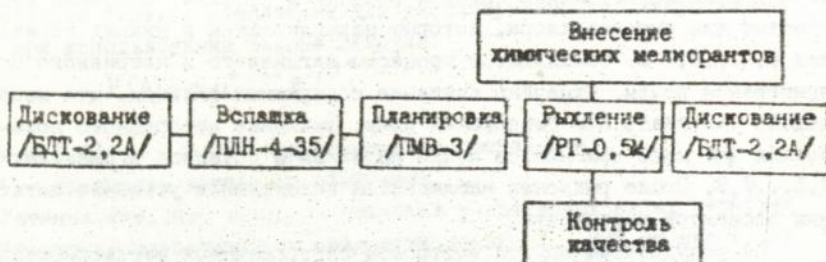 Внесение
химических мелиорантов
Дискование
/БДТ-2,2А/
Вспашка
/ПЛН-4-35/
Планировка
/ПМВ-3/
Рыхление
/РГ-0,5М/
Дискование
/БДТ-2,2А/
Контроль
качества